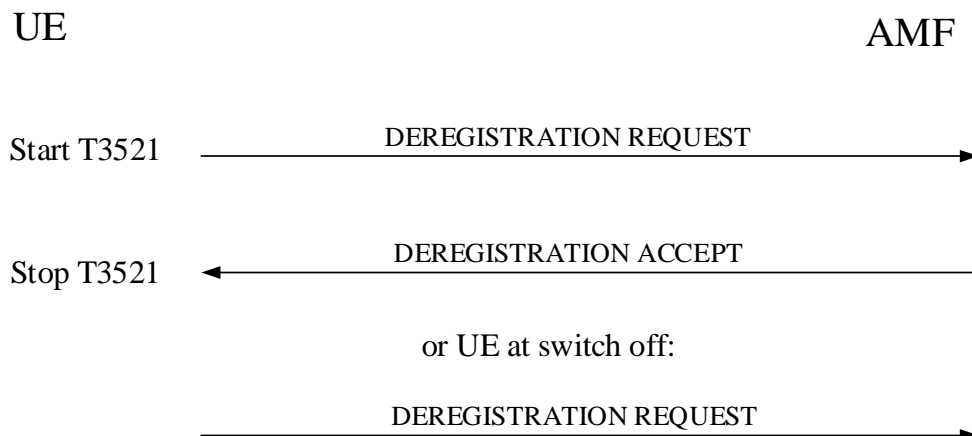 UE
AMF
Start T3521
DEREGISTRATION REQUEST
Stop T3521
DEREGISTRATION ACCEPT
or UE at switch off:
DEREGISTRATION REQUEST